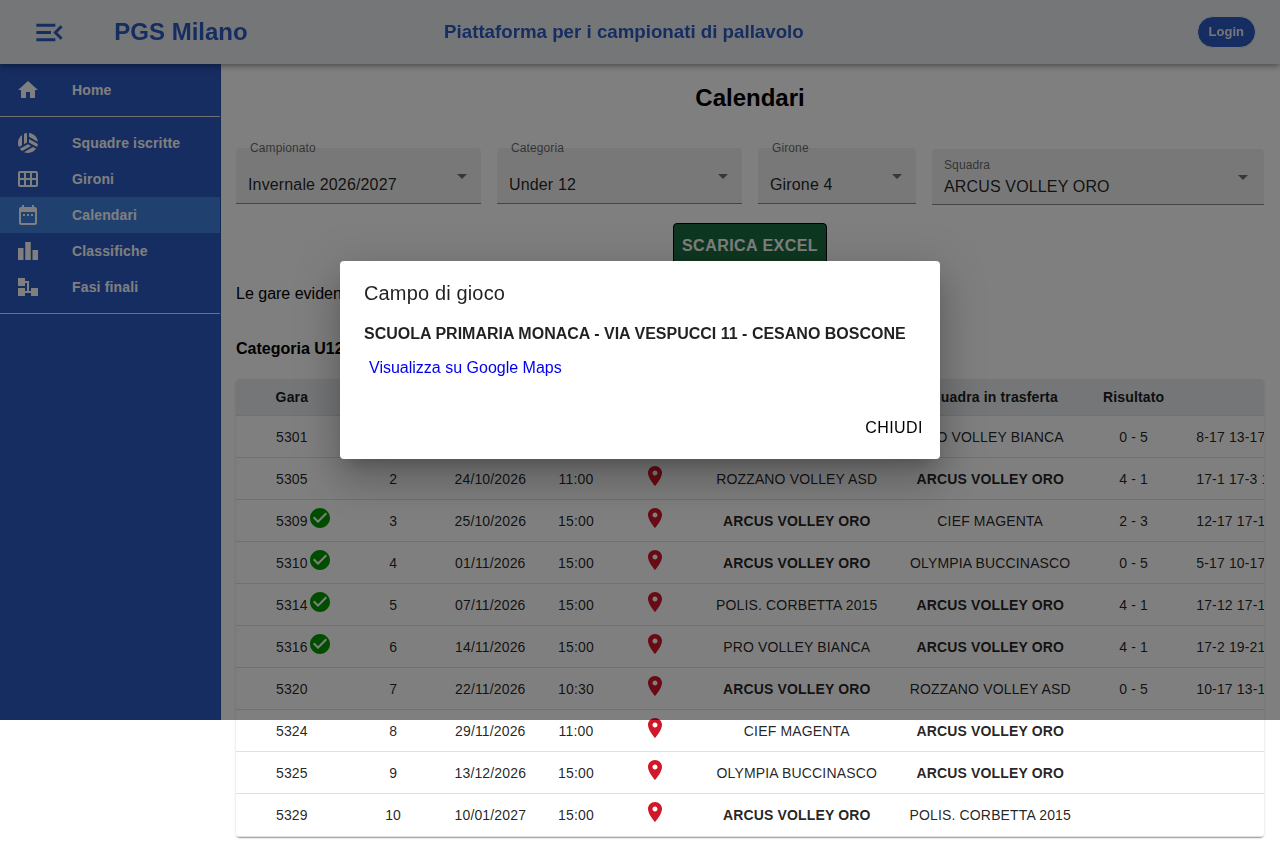 PGS Milano
Piattaforma per i campionati di pallavolo
Login
Home
Squadre iscritte
Gironi
Calendari
Classifiche
Fasi finali
Calendari
Campionato
Invernale 2026/2027
Categoria
Under 12
Girone
Girone 4
Squadra
ARCUS VOLLEY ORO
SCARICA EXCEL
Le gare eviden
Campo di gioco
SCUOLA PRIMARIA MONACA - VIA VESPUCCI 11 - CESANO BOSCONE
Visualizza su Google Maps
CHIUDI
Categoria U12
Gara uadra in trasferta Risultato
5301 O VOLLEY BIANCA 0 - 5 8-17 13-17
5305 2 24/10/2026 11:00 ROZZANO VOLLEY ASD ARCUS VOLLEY ORO 4 - 1 17-1 17-3
5309 3 25/10/2026 15:00 ARCUS VOLLEY ORO CIEF MAGENTA 2 - 3 12-17 17-1
5310 4 01/11/2026 15:00 ARCUS VOLLEY ORO OLYMPIA BUCCINASCO 0 - 5 5-17 10-17
5314 5 07/11/2026 15:00 POLIS. CORBETTA 2015 ARCUS VOLLEY ORO 4 - 1 17-12 17-1
5316 6 14/11/2026 15:00 PRO VOLLEY BIANCA ARCUS VOLLEY ORO 4 - 1 17-2 19-21
5320 7 22/11/2026 10:30 ARCUS VOLLEY ORO ROZZANO VOLLEY ASD 0 - 5 10-17 13-1
5324 8 29/11/2026 11:00 CIEF MAGENTA ARCUS VOLLEY ORO
5325 9 13/12/2026 15:00 OLYMPIA BUCCINASCO ARCUS VOLLEY ORO
5329 10 10/01/2027 15:00 ARCUS VOLLEY ORO POLIS. CORBETTA 2015